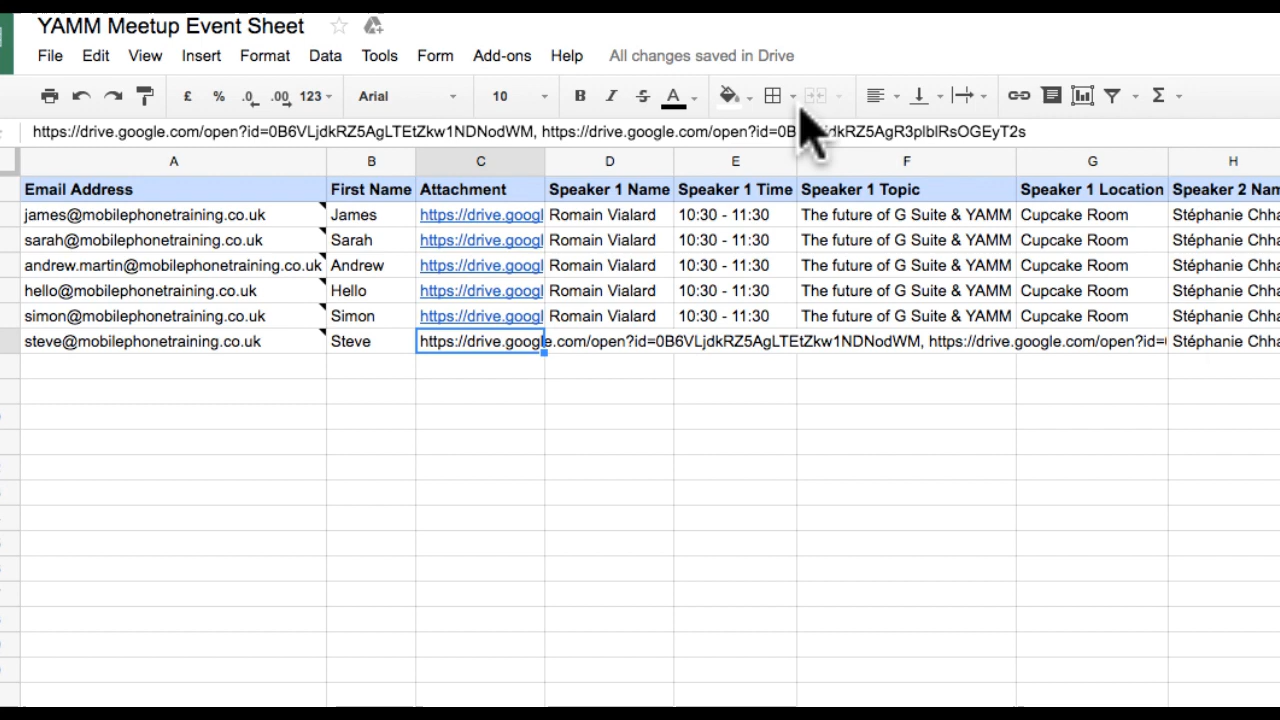 YAMM Meetup Event Sheet
File Edit View Insert Format Data Tools Form Add-ons Help All changes saved in Drive
£ % .0 .00 123 Arial 10 B I S A Σ
https://drive.google.com/open?id=0B6VLjdkRZ5AgLTEtZkw1NDNodWM, https://drive.google.com/open?id=0B dkRZ5AgR3plblRsOGEyT2s
A B C D E F G H
Email Address First Name Attachment Speaker 1 Name Speaker 1 Time Speaker 1 Topic Speaker 1 Location Speaker 2 Nam
james@mobilephonetraining.co.uk James https://drive.googl Romain Vialard 10:30 - 11:30 The future of G Suite & YAMM Cupcake Room Stéphanie Chha
sarah@mobilephonetraining.co.uk Sarah https://drive.googl Romain Vialard 10:30 - 11:30 The future of G Suite & YAMM Cupcake Room Stéphanie Chha
andrew.martin@mobilephonetraining.co.uk Andrew https://drive.googl Romain Vialard 10:30 - 11:30 The future of G Suite & YAMM Cupcake Room Stéphanie Chha
hello@mobilephonetraining.co.uk Hello https://drive.googl Romain Vialard 10:30 - 11:30 The future of G Suite & YAMM Cupcake Room Stéphanie Chha
simon@mobilephonetraining.co.uk Simon https://drive.googl Romain Vialard 10:30 - 11:30 The future of G Suite & YAMM Cupcake Room Stéphanie Chha
steve@mobilephonetraining.co.uk Steve https://drive.google.com/open?id=0B6VLjdkRZ5AgLTEtZkw1NDNodWM, https://drive.google.com/open?id= Stéphanie Chha